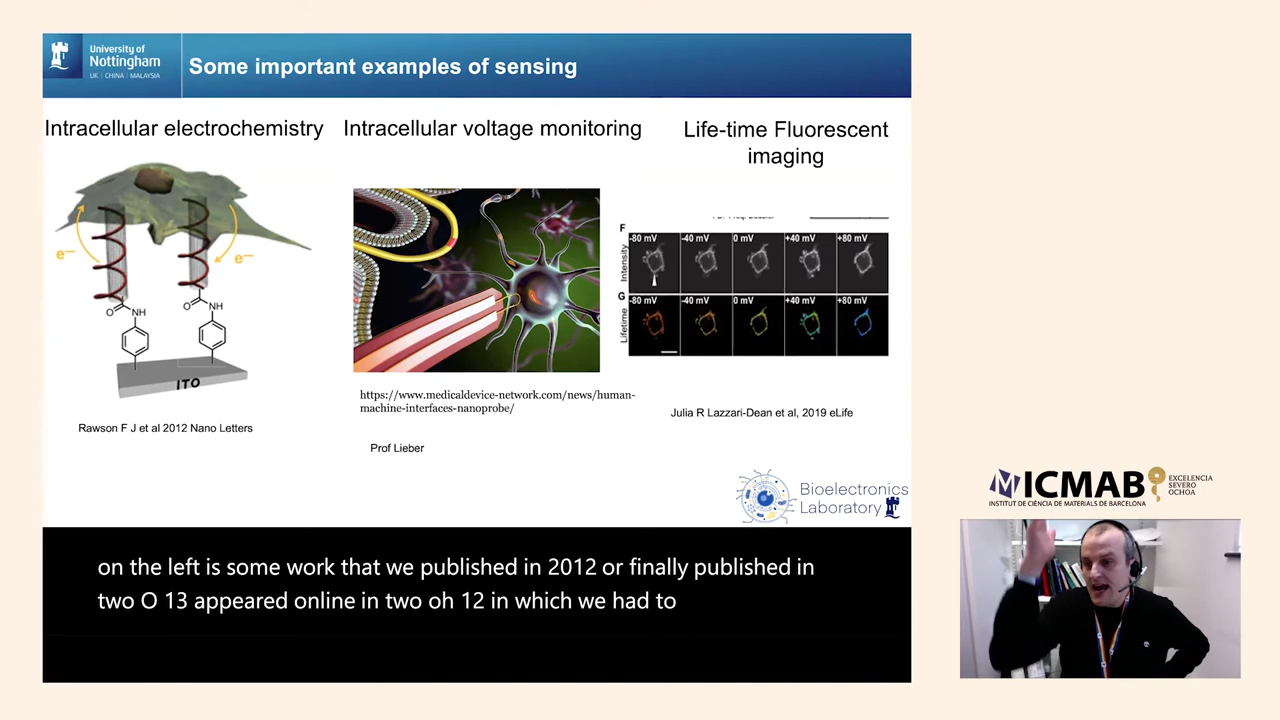 University of
Nottingham
UK | CHINA | MALAYSIA
Some important examples of sensing
Intracellular electrochemistry
e–
e–
O
NH
O
NH
ITO
Rawson F J et al 2012 Nano Letters
Intracellular voltage monitoring
https://www.medicaldevice-network.com/news/human-
machine-interfaces-nanoprobe/
Prof Lieber
Life-time Fluorescent
imaging
F
Intensity
-80 mV
-40 mV
0 mV
+40 mV
+80 mV
G
Lifetime
-80 mV
-40 mV
0 mV
+40 mV
+80 mV
Julia R Lazzari-Dean et al, 2019 eLife
Bioelectronics
Laboratory
on the left is some work that we published in 2012 or finally published in
two O 13 appeared online in two oh 12 in which we had to
ICMAB
INSTITUT DE CIÈNCIA DE MATERIALS DE BARCELONA
EXCELENCIA
SEVERO
OCHOA